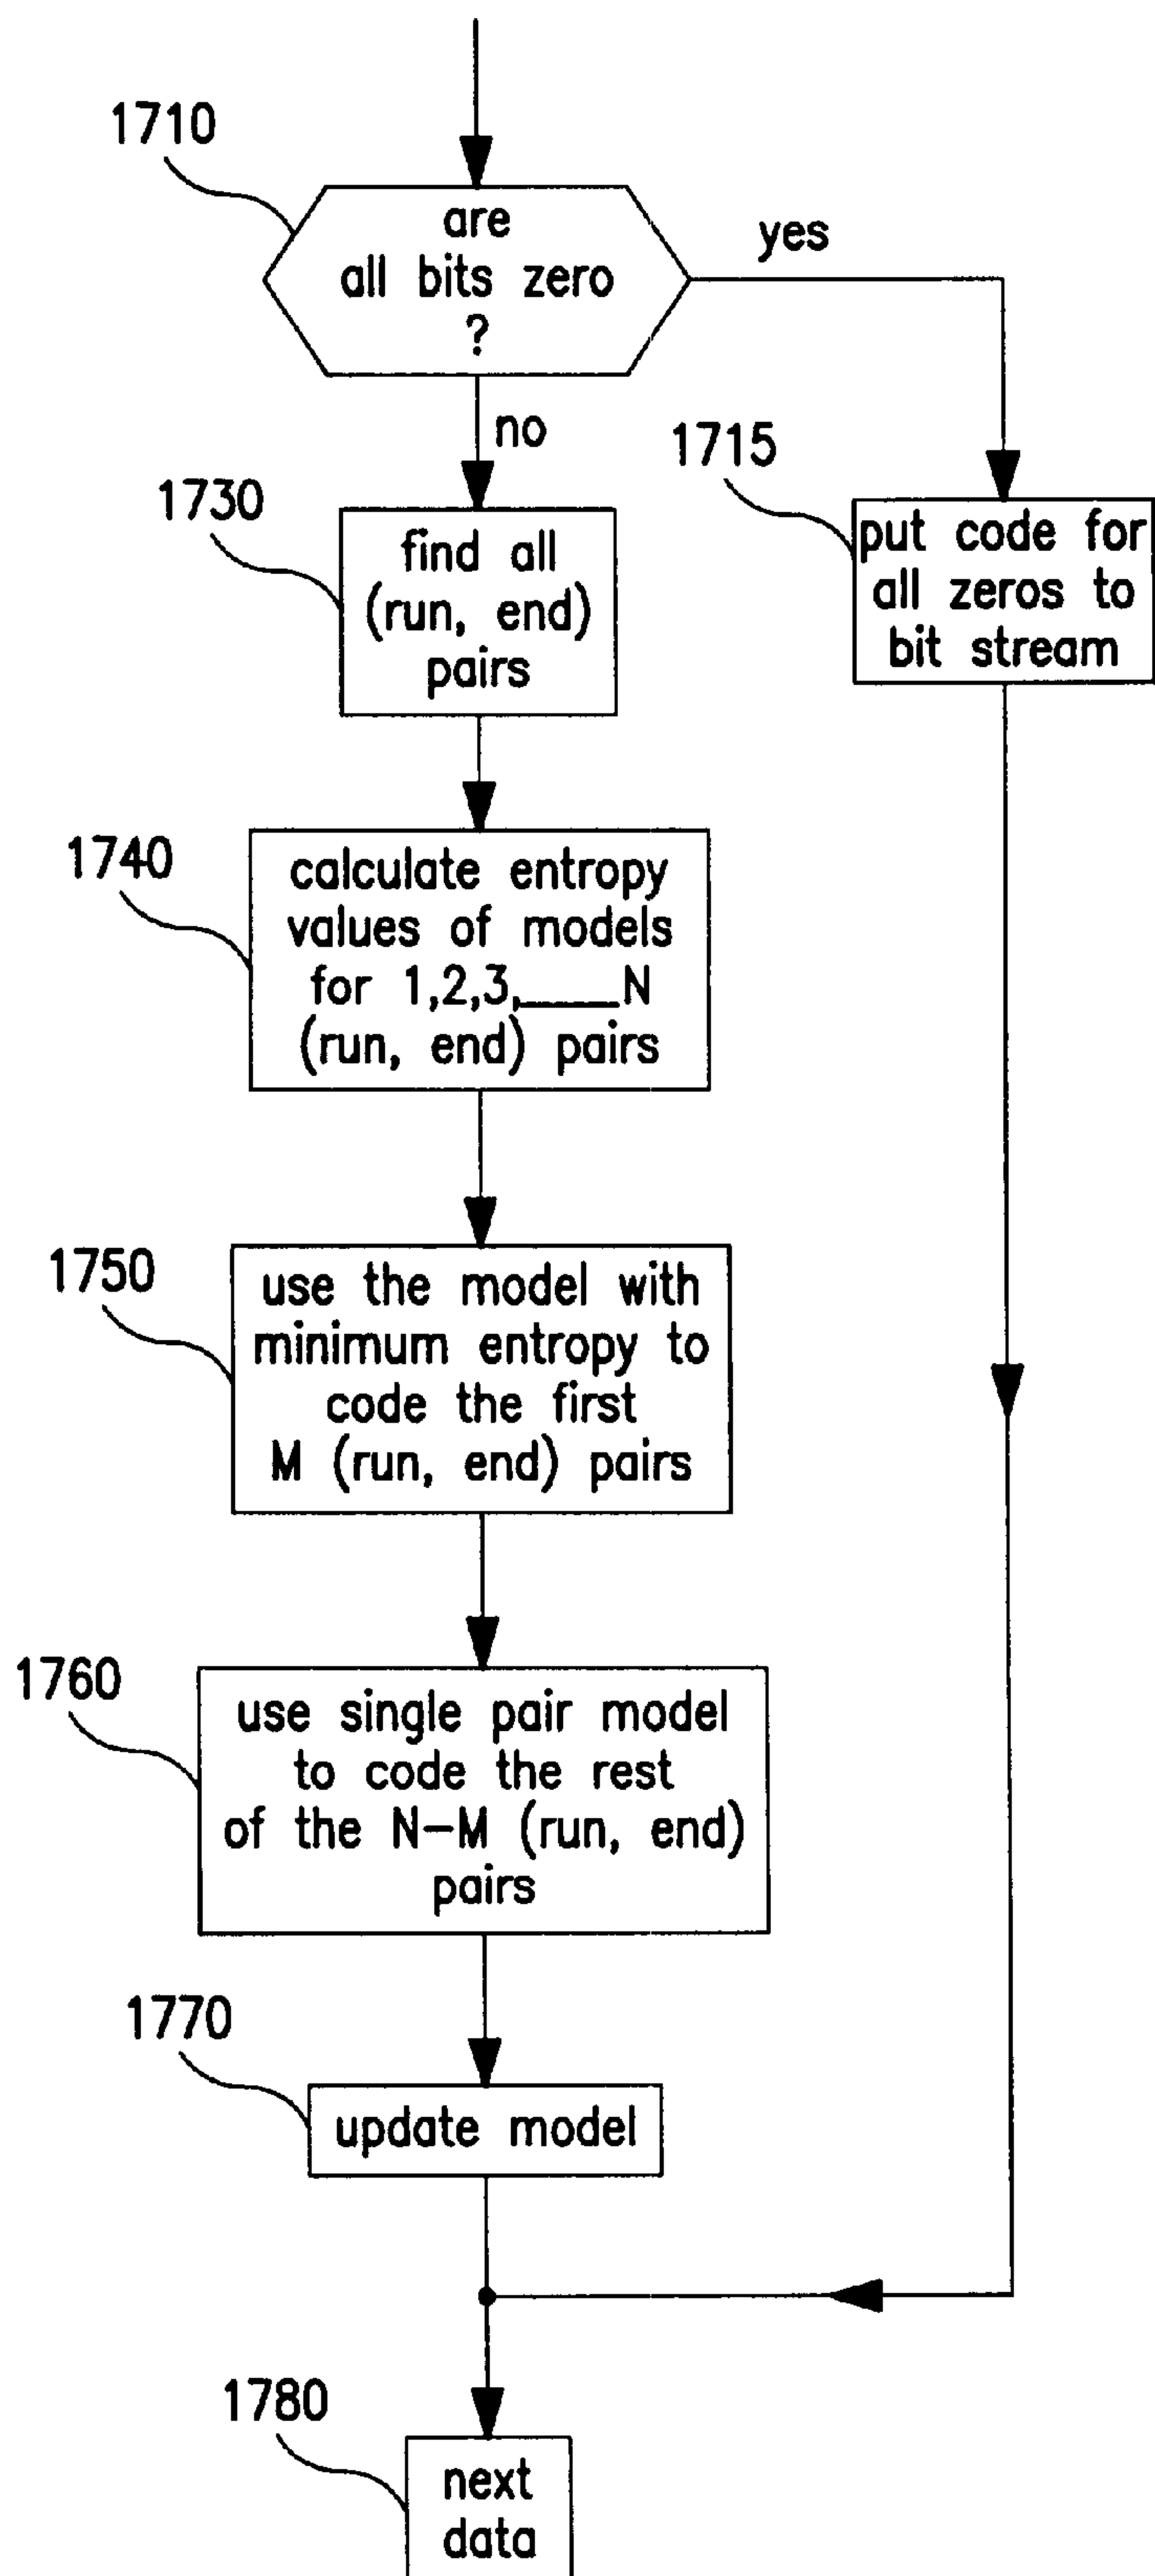 1710
are
all bits zero
?
yes
no
1715
put code for
all zeros to
bit stream
1730
find all
(run, end)
pairs
1740
calculate entropy
values of models
for 1,2,3,____N
(run, end) pairs
1750
use the model with
minimum entropy to
code the first
M (run, end) pairs
1760
use single pair model
to code the rest
of the N-M (run, end)
pairs
1770
update model
1780
next
data